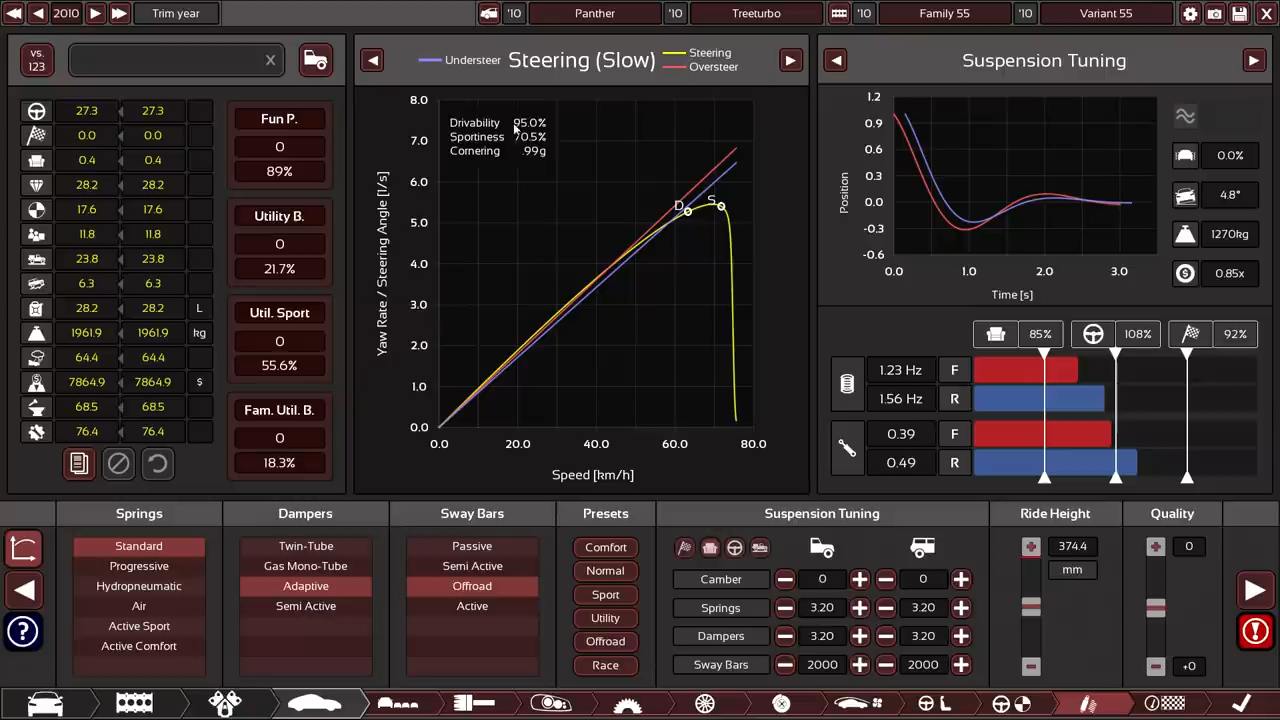 2010 Trim year '10 Panther Treeturbo '10 Family 55 '10 Variant 55
vs.
123
x
27.3 27.3
0.0 0.0
0.4 0.4
28.2 28.2
17.6 17.6
11.8 11.8
23.8 23.8
6.3 6.3
28.2 28.2 L
1961.9 1961.9 kg
64.4 64.4
7864.9 7864.9 $
68.5 68.5
76.4 76.4
Fun P.
0
89%
Utility B.
0
21.7%
Util. Sport
0
55.6%
Fam. Util. B.
0
18.3%
Understeer Steering (Slow) Steering
Oversteer
Drivability 95.0%
Sportiness 70.5%
Cornering .99g
8.0
7.0
6.0
5.0
4.0
3.0
2.0
1.0
0.0
Yaw Rate / Steering Angle [1/s]
D S
0.0 20.0 40.0 60.0 80.0
Speed [km/h]
Suspension Tuning
1.2
0.9
0.6
0.3
0.0
-0.3
-0.6
Position
0.0 1.0 2.0 3.0
Time [s]
0.0%
4.8°
1270kg
0.85x
85% 108% 92%
1.23 Hz F
1.56 Hz R
0.39 F
0.49 R
Springs
Standard
Progressive
Hydropneumatic
Air
Active Sport
Active Comfort
Dampers
Twin-Tube
Gas Mono-Tube
Adaptive
Semi Active
Sway Bars
Passive
Semi Active
Offroad
Active
Presets
Comfort
Normal
Sport
Utility
Offroad
Race
Suspension Tuning
Camber 0 0
Springs 3.20 3.20
Dampers 3.20 3.20
Sway Bars 2000 2000
Ride Height
374.4
mm
Quality
0
+0